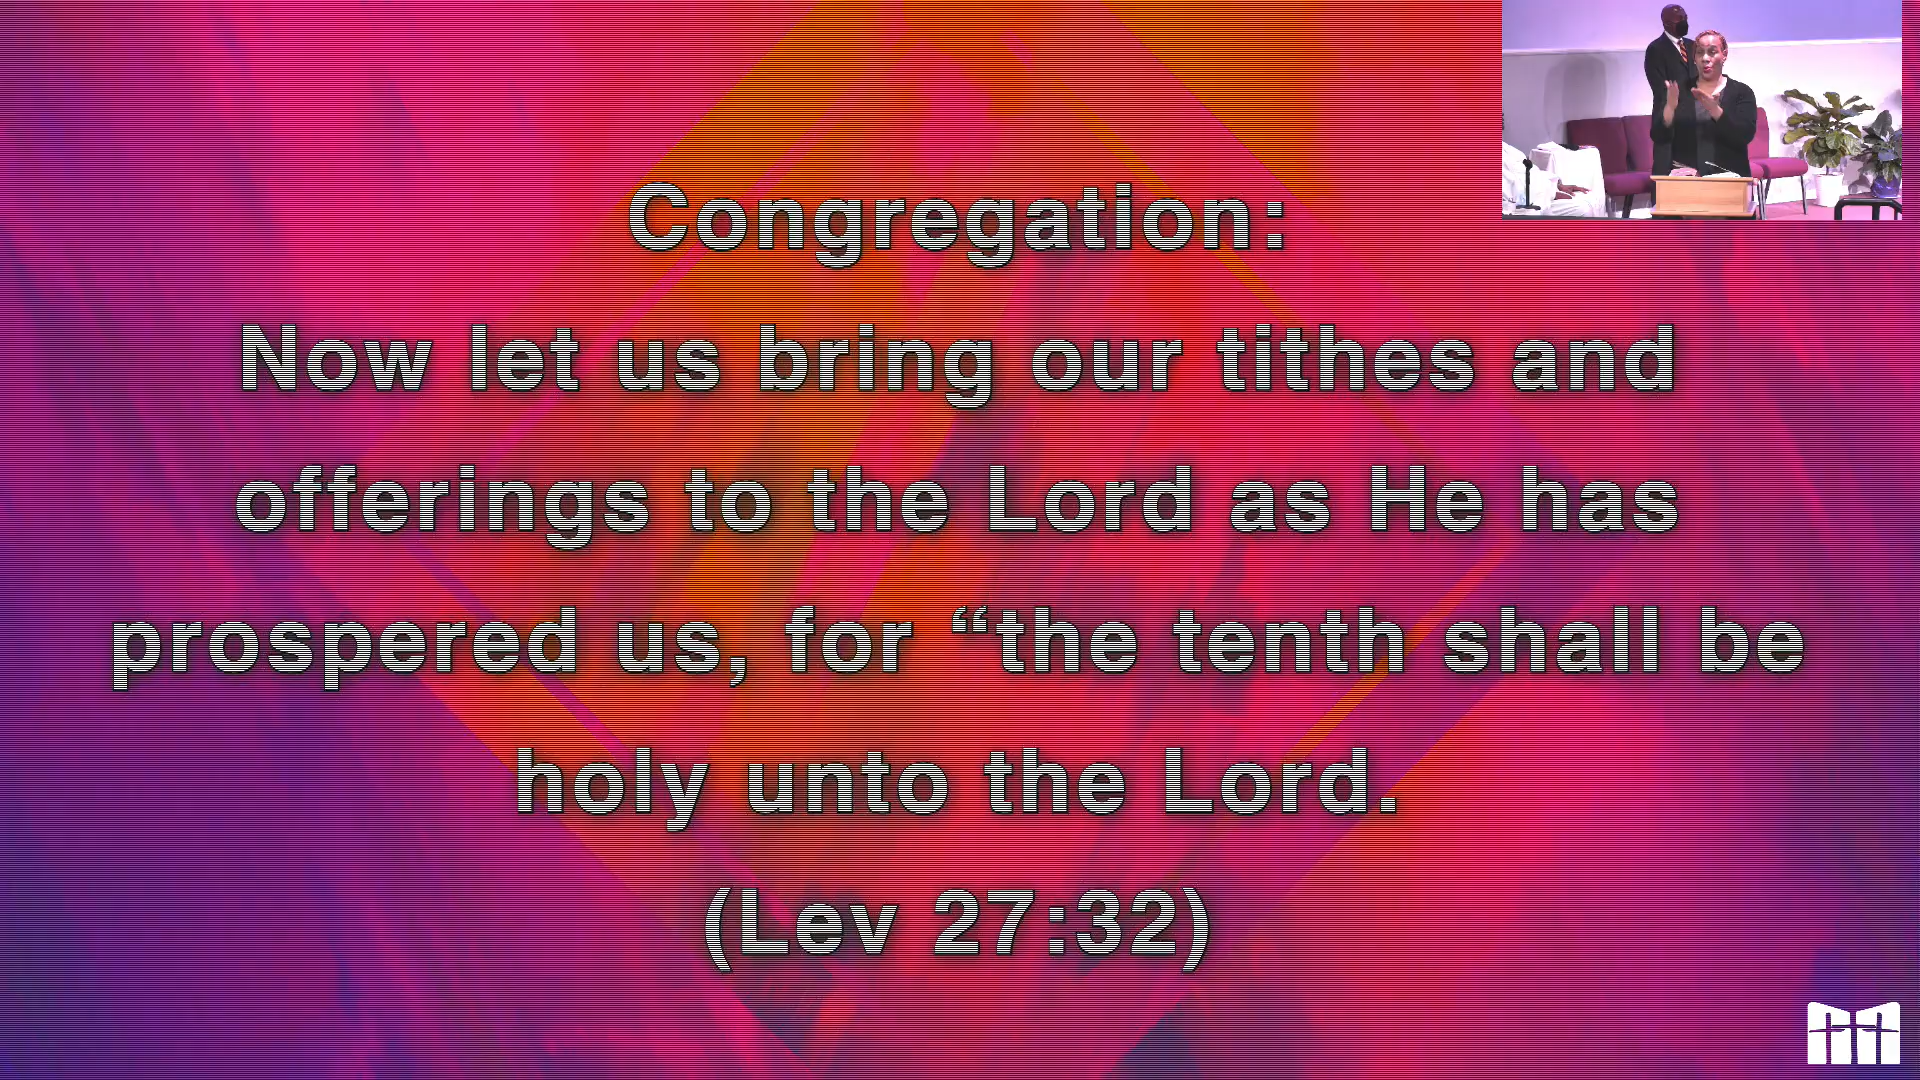 Congregation:
Now let us bring our tithes and
offerings to the Lord as He has
prospered us, for “the tenth shall be
holy unto the Lord.
(Lev 27:32)